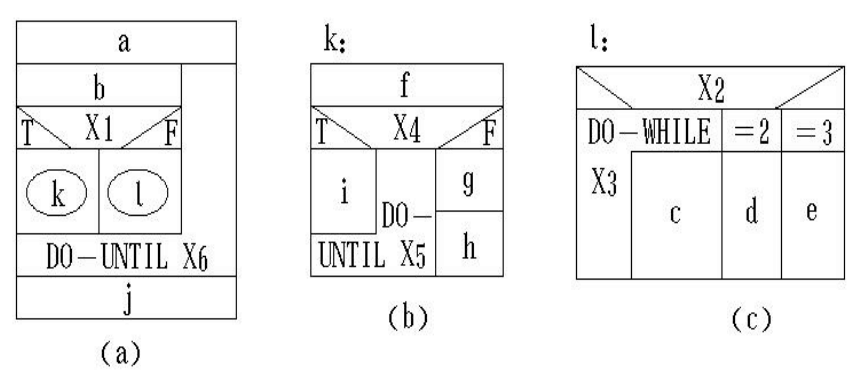 a
b
T X1 F
k l
DO-UNTIL X6
j
(a)
k:
f
T X4 F
i g
DO-
UNTIL X5 h
(b)
l:
X2
DO-WHILE =2 =3
X3
c d e
(c)